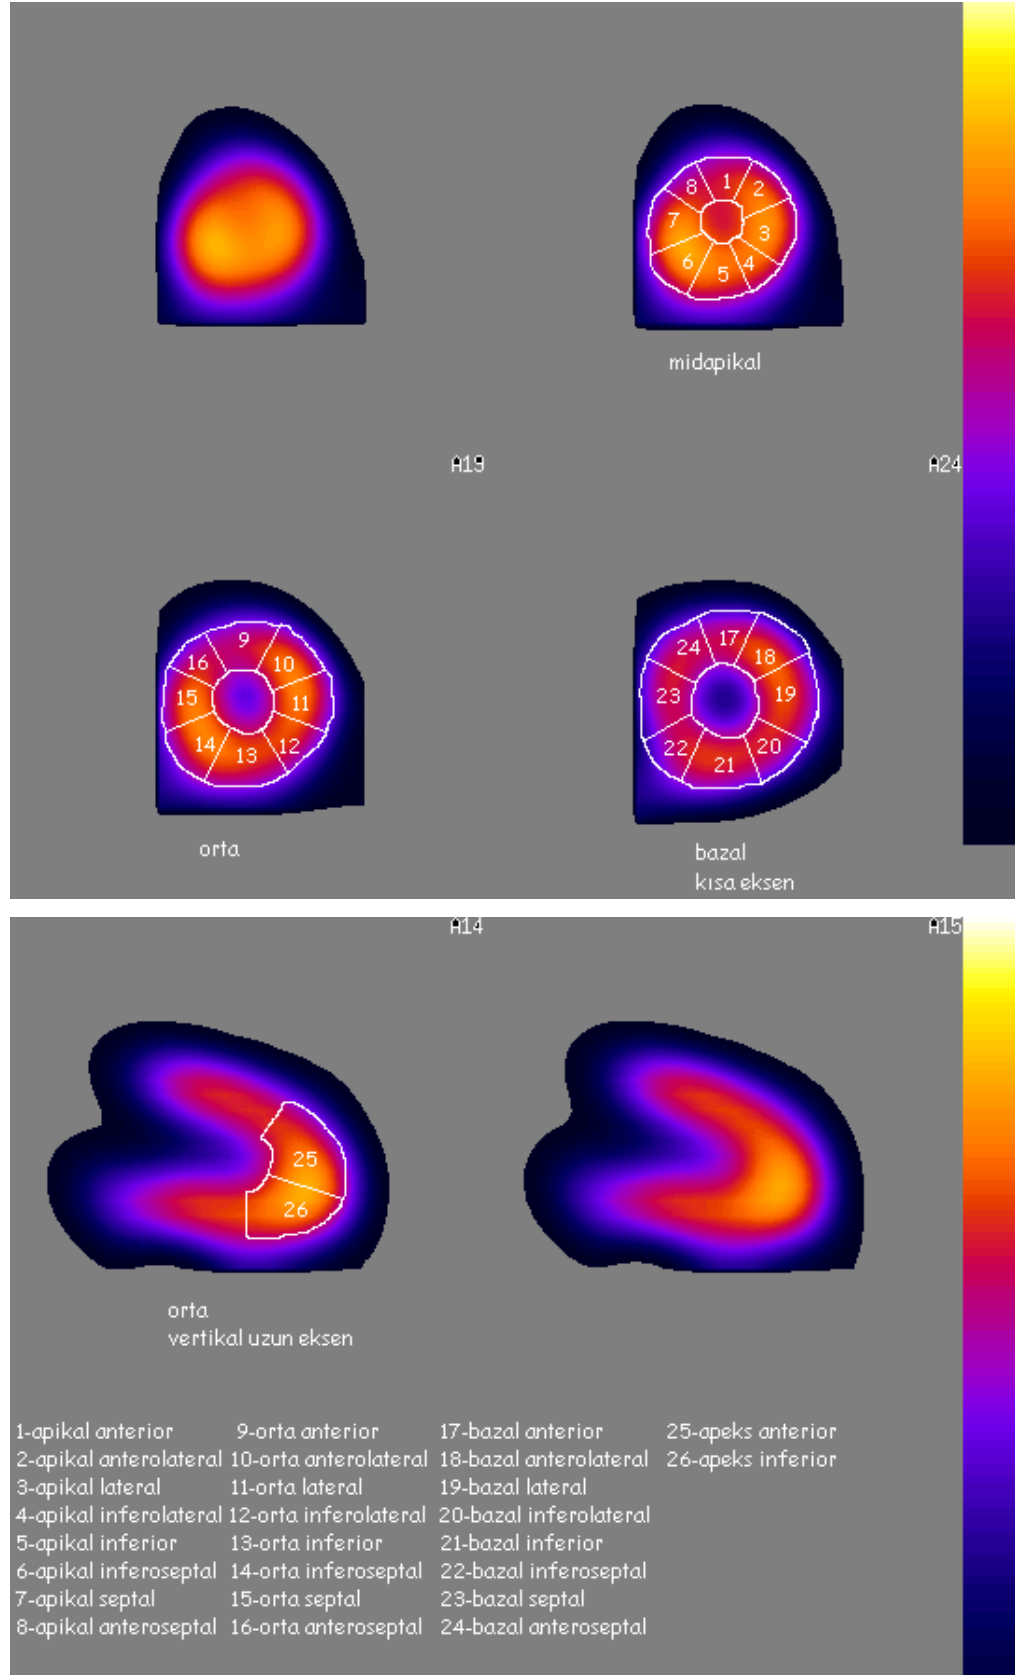 8 1 2
7 3
6 5 4
midapikal
A19 A24
9
16 10
15 11
14 13 12
17
24 18
23 19
22 21 20
orta
bazal
kısa eksen
A14 A15
25
26
orta
vertikal uzun eksen
1-apikal anterior 9-orta anterior 17-bazal anterior 25-apeks anterior
2-apikal anterolateral 10-orta anterolateral 18-bazal anterolateral 26-apeks inferior
3-apikal lateral 11-orta lateral 19-bazal lateral
4-apikal inferolateral 12-orta inferolateral 20-bazal inferolateral
5-apikal inferior 13-orta inferior 21-bazal inferior
6-apikal inferoseptal 14-orta inferoseptal 22-bazal inferoseptal
7-apikal septal 15-orta septal 23-bazal septal
8-apikal anteroseptal 16-orta anteroseptal 24-bazal anteroseptal